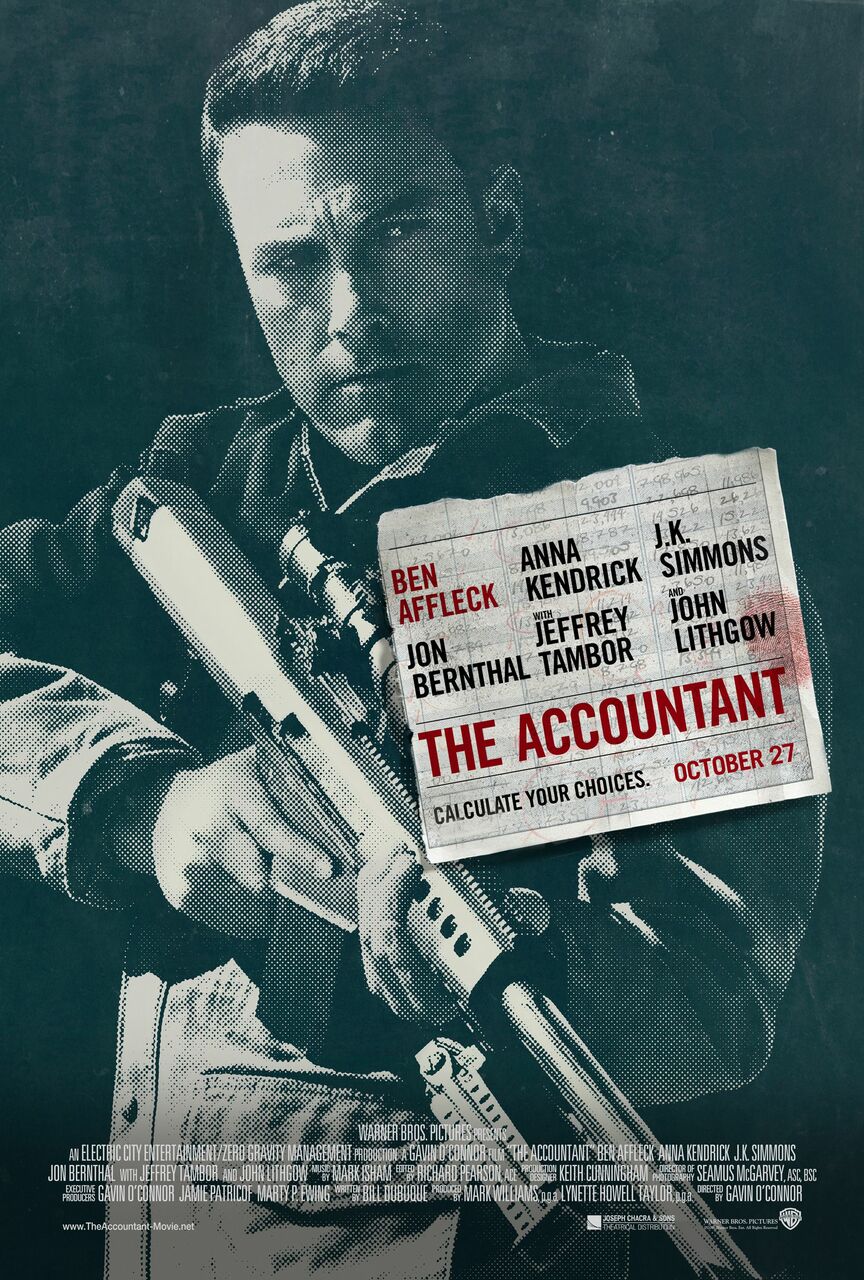 BEN AFFLECK
ANNA KENDRICK
J.K. SIMMONS
JON BERNTHAL
WITH JEFFREY TAMBOR
AND JOHN LITHGOW
THE ACCOUNTANT
CALCULATE YOUR CHOICES.
OCTOBER 27
WARNER BROS. PICTURES PRESENTS
AN ELECTRIC CITY ENTERTAINMENT/ZERO GRAVITY MANAGEMENT PRODUCTION A GAVIN O'CONNOR FILM "THE ACCOUNTANT" BEN AFFLECK ANNA KENDRICK J.K. SIMMONS
JON BERNTHAL WITH JEFFREY TAMBOR AND JOHN LITHGOW MUSIC BY MARK ISHAM EDITED BY RICHARD PEARSON, ACE PRODUCTION DESIGNER KEITH CUNNINGHAM DIRECTOR OF PHOTOGRAPHY SEAMUS McGARVEY, ASC, BSC
EXECUTIVE PRODUCERS GAVIN O'CONNOR JAMIE PATRICOF MARTY P. EWING WRITTEN BY BILL DUBUQUE PRODUCED BY MARK WILLIAMS, p.g.a. LYNETTE HOWELL TAYLOR, p.g.a. DIRECTED BY GAVIN O'CONNOR
www.TheAccountant-Movie.net
JOSEPH CHACRA & SONS
THEATRICAL DISTRIBUTION
WARNER BROS. PICTURES
WB